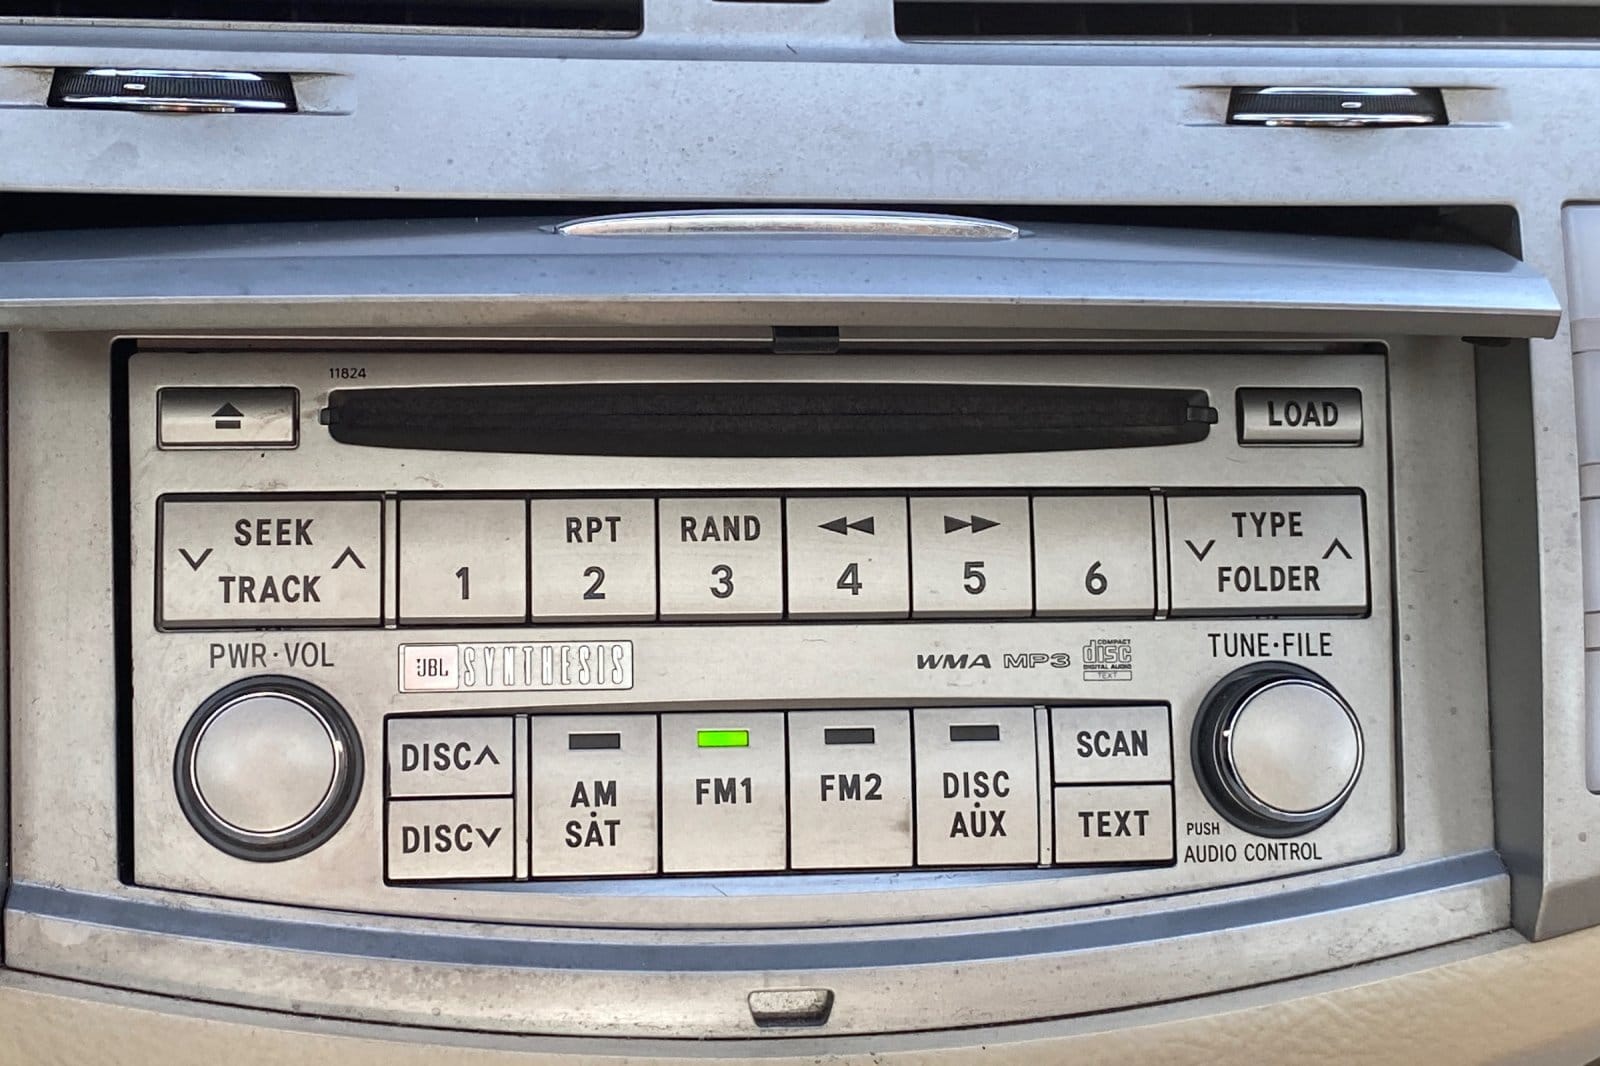 11824
LOAD
SEEK
TRACK
1
RPT
2
RAND
3
4
5
6
TYPE
FOLDER
PWR·VOL
JBL SYNTHESIS
WMA MP3
COMPACT
disc
DIGITAL AUDIO
TEXT
TUNE·FILE
DISC
DISC
AM
SAT
FM1
FM2
DISC
AUX
SCAN
TEXT
PUSH
AUDIO CONTROL